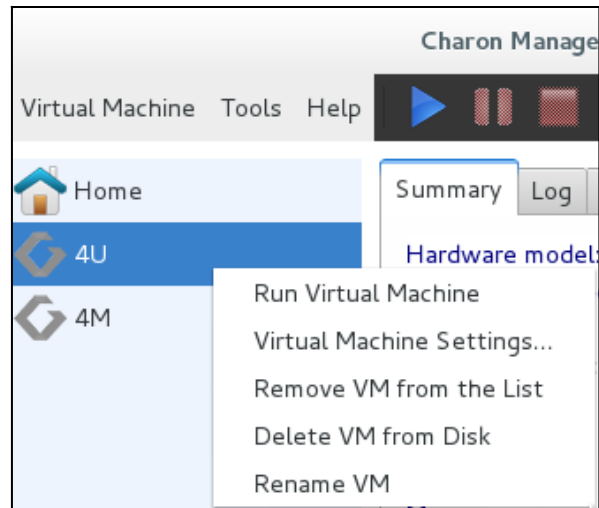 Charon Manage
Virtual Machine Tools Help
Home
Summary Log
4U
Hardware model:
4M
Run Virtual Machine
Virtual Machine Settings...
Remove VM from the List
Delete VM from Disk
Rename VM